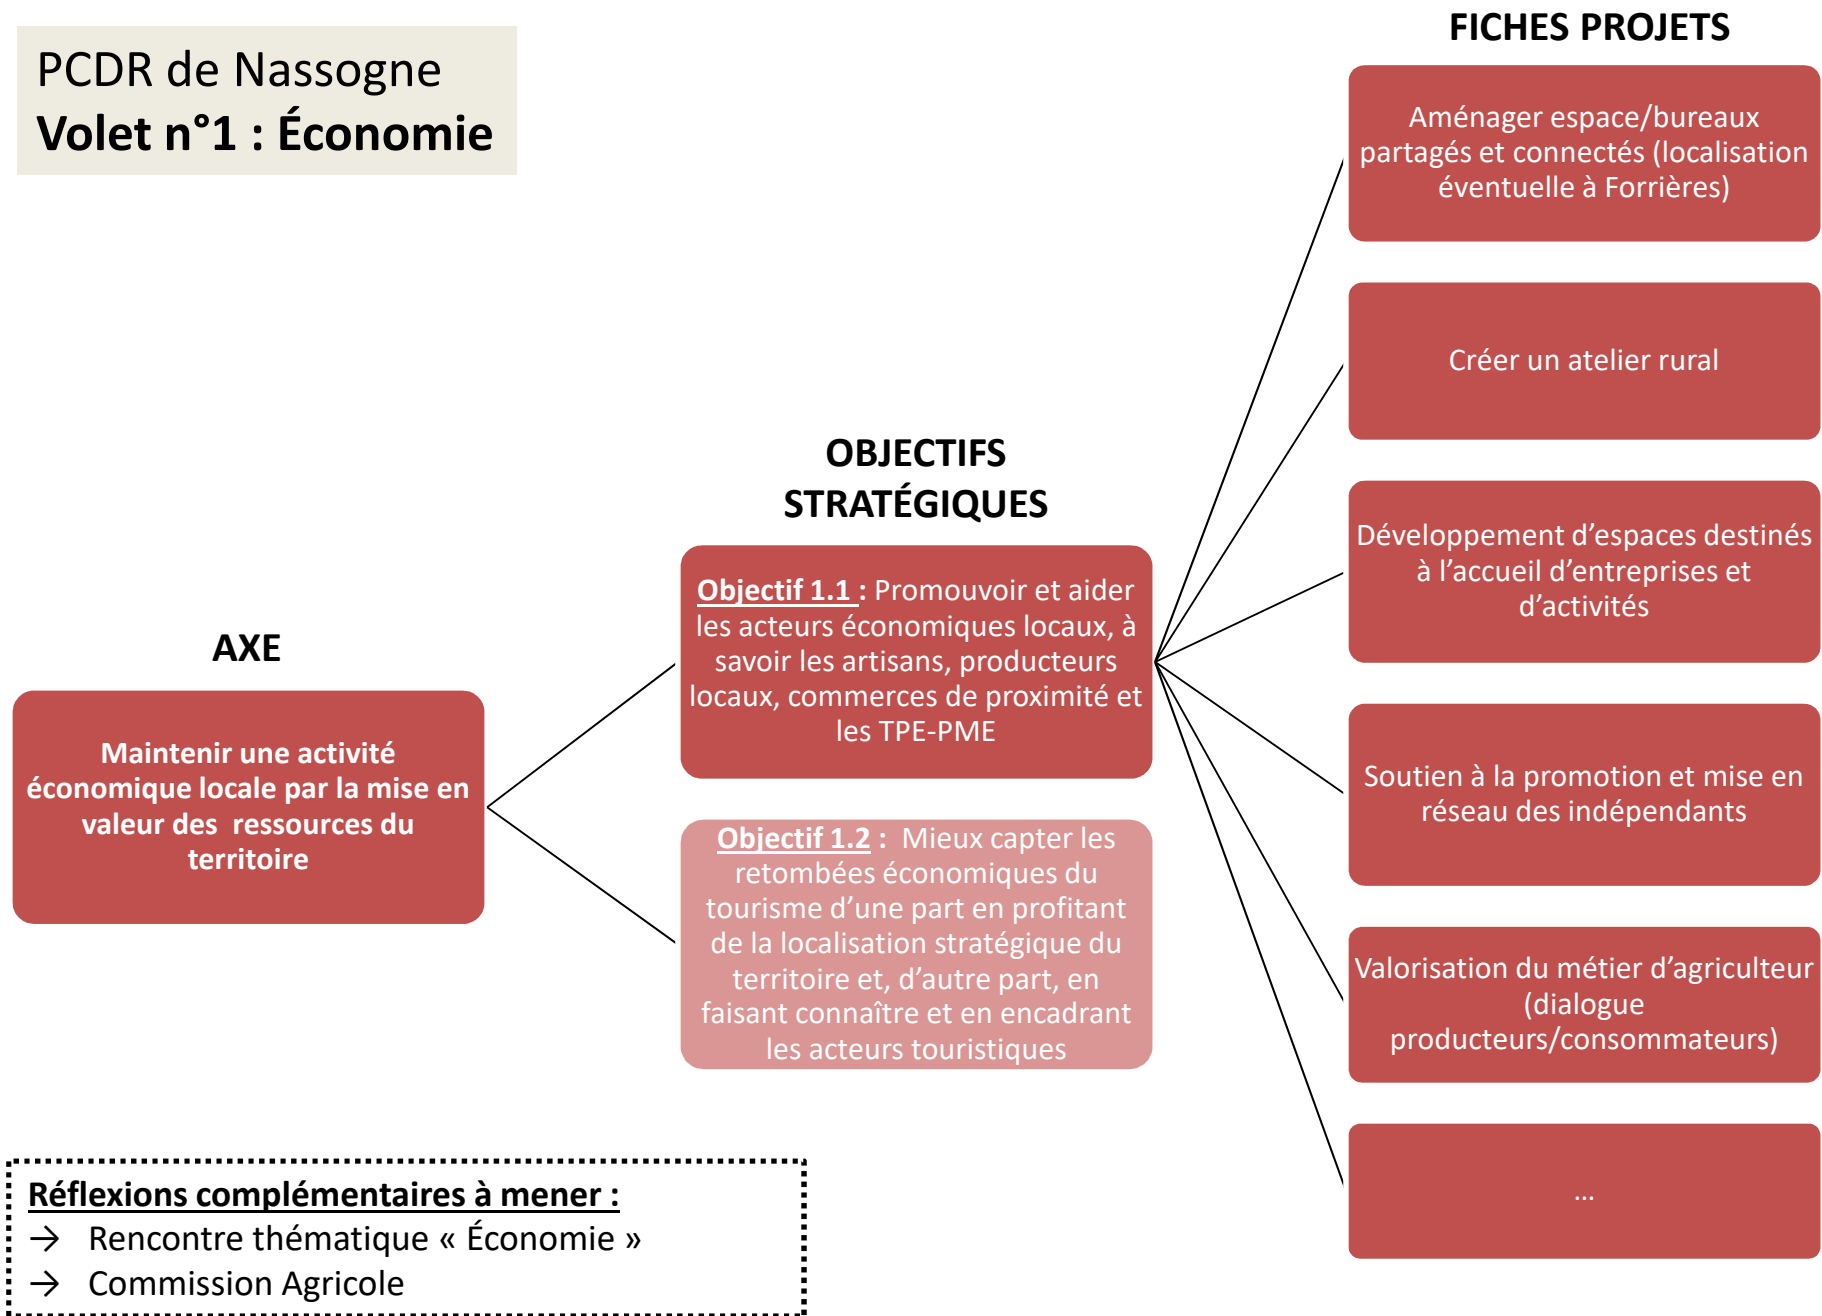 PCDR de Nassogne
Volet n°1 : Économie
AXE
Maintenir une activité
économique locale par la mise en
valeur des ressources du
territoire
OBJECTIFS
STRATÉGIQUES
Objectif 1.1 : Promouvoir et aider
les acteurs économiques locaux, à
savoir les artisans, producteurs
locaux, commerces de proximité et
les TPE-PME
Objectif 1.2 : Mieux capter les
retombées économiques du
tourisme d’une part en profitant
de la localisation stratégique du
territoire et, d’autre part, en
faisant connaître et en encadrant
les acteurs touristiques
FICHES PROJETS
Aménager espace/bureaux
partagés et connectés (localisation
éventuelle à Forrières)
Créer un atelier rural
Développement d’espaces destinés
à l’accueil d’entreprises et
d’activités
Soutien à la promotion et mise en
réseau des indépendants
Valorisation du métier d’agriculteur
(dialogue
producteurs/consommateurs)
...
Réflexions complémentaires à mener :
→ Rencontre thématique « Économie »
→ Commission Agricole